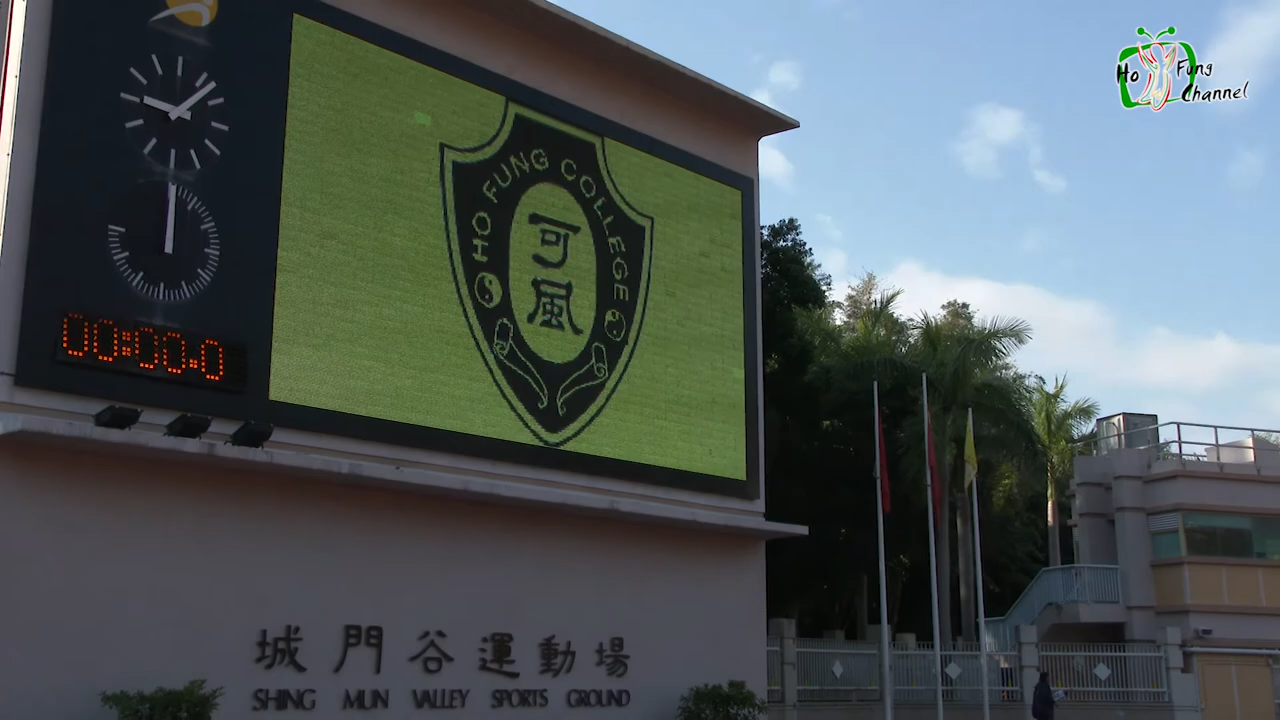 Ho Fung
Channel
HO FUNG COLLEGE
可
風
00:00.0
城門谷運動場
SHING MUN VALLEY SPORTS GROUND